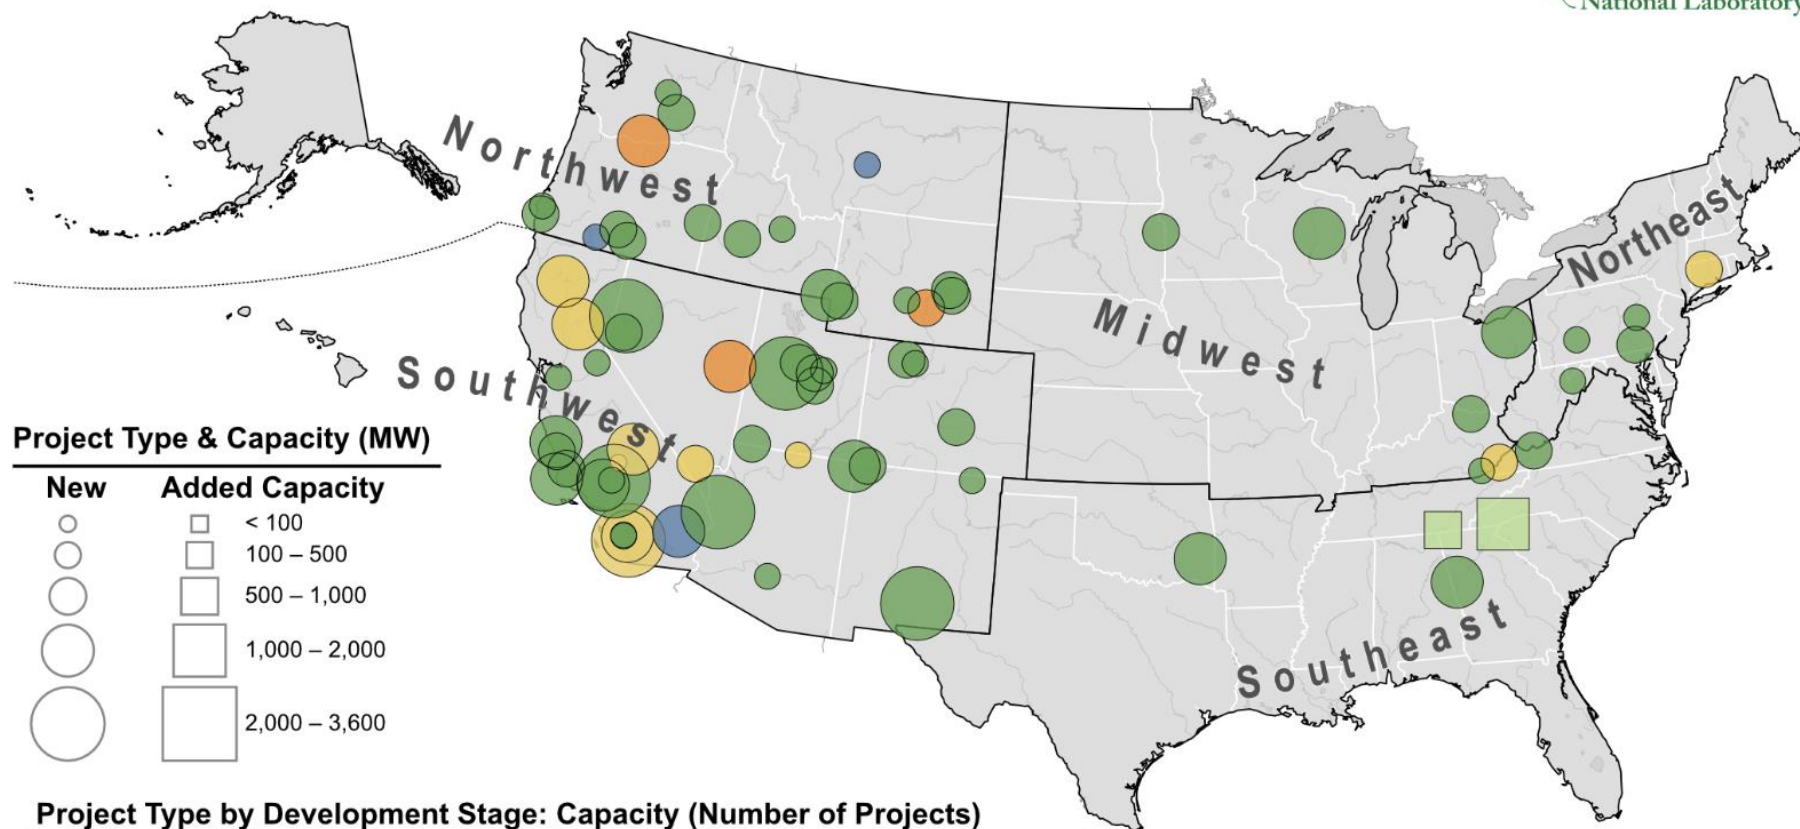 National Laboratory
Northwest
Northeast
Midwest
Southwest
Southeast
Project Type & Capacity (MW)
New Added Capacity
< 100
100 – 500
500 – 1,000
1,000 – 2,000
2,000 – 3,600
Project Type by Development Stage: Capacity (Number of Projects)